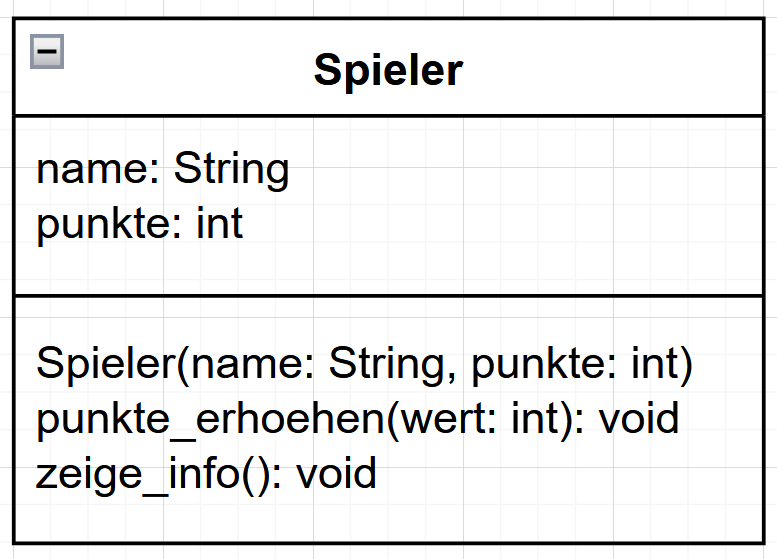 Spieler
name: String
punkte: int
Spieler(name: String, punkte: int)
punkte_erhoehen(wert: int): void
zeige_info(): void